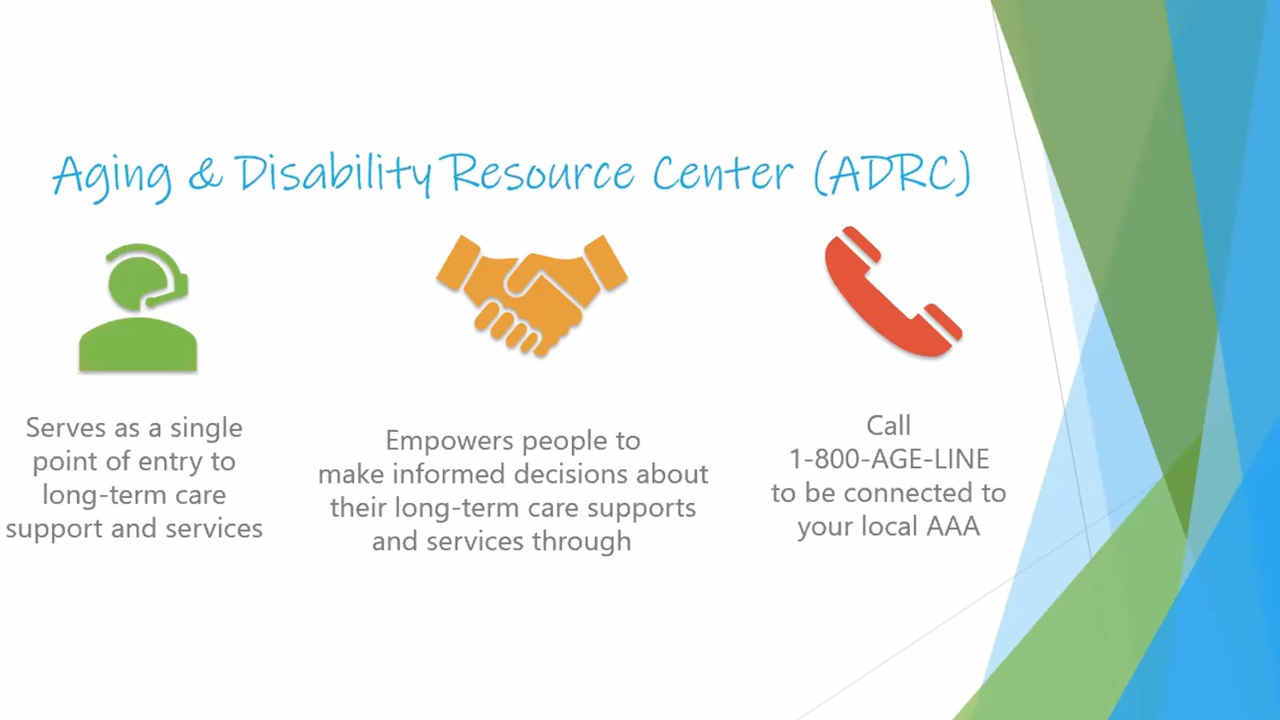 Aging & Disability Resource Center (ADRC)
Serves as a single
point of entry to
long-term care
support and services
Empowers people to
make informed decisions about
their long-term care supports
and services through
Call
1-800-AGE-LINE
to be connected to
your local AAA